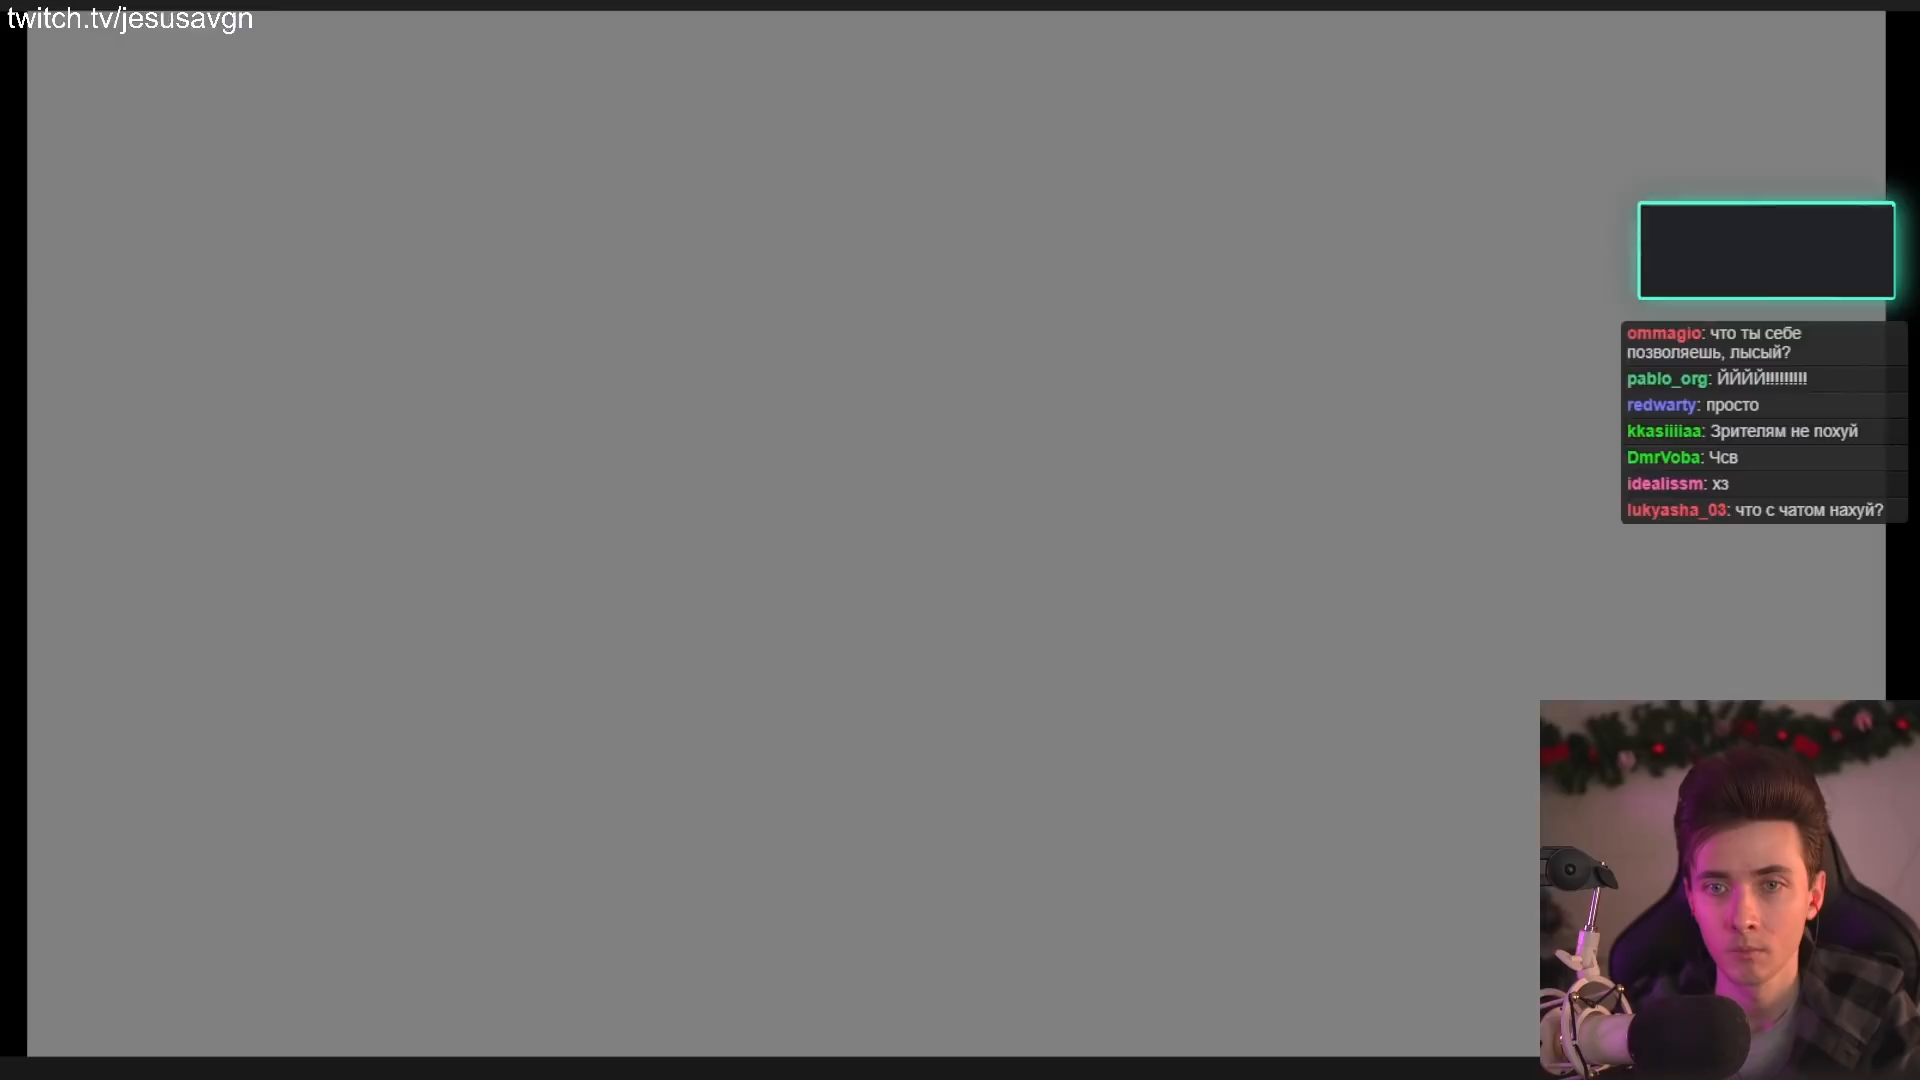 twitch.tv/jesusavgn
ommagio: что ты себе
позволяешь, лысый?
pablo_org: ЙЙЙЙ!!!!!!!!!
redwarty: просто
kkasiiiiaa: Зрителям не похуй
DmrVoba: Чсв
idealissm: хз
lukyasha_03: что с чатом нахуй?